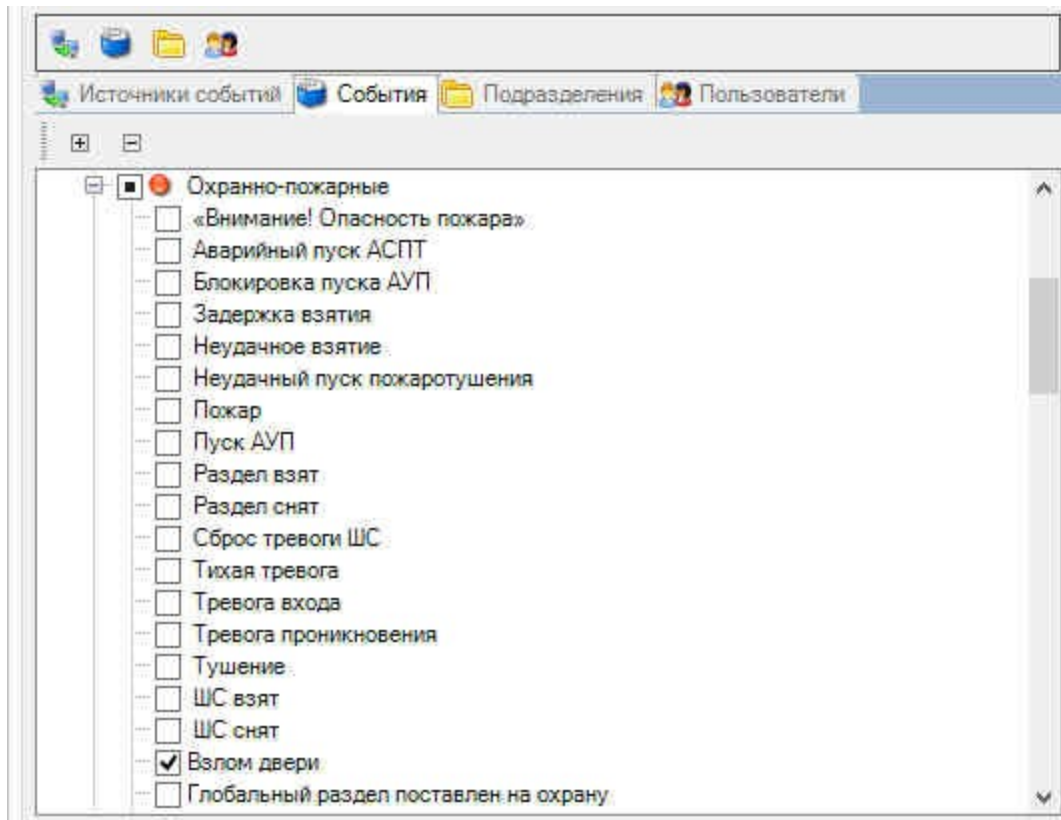 Источники событий События Подразделения Пользователи
Охранно-пожарные
«Внимание! Опасность пожара»
Аварийный пуск АСПТ
Блокировка пуска АУП
Задержка взятия
Неудачное взятие
Неудачный пуск пожаротушения
Пожар
Пуск АУП
Раздел взят
Раздел снят
Сброс тревоги ШС
Тихая тревога
Тревога входа
Тревога проникновения
Тушение
ШС взят
ШС снят
Взлом двери
Глобальный раздел поставлен на охрану